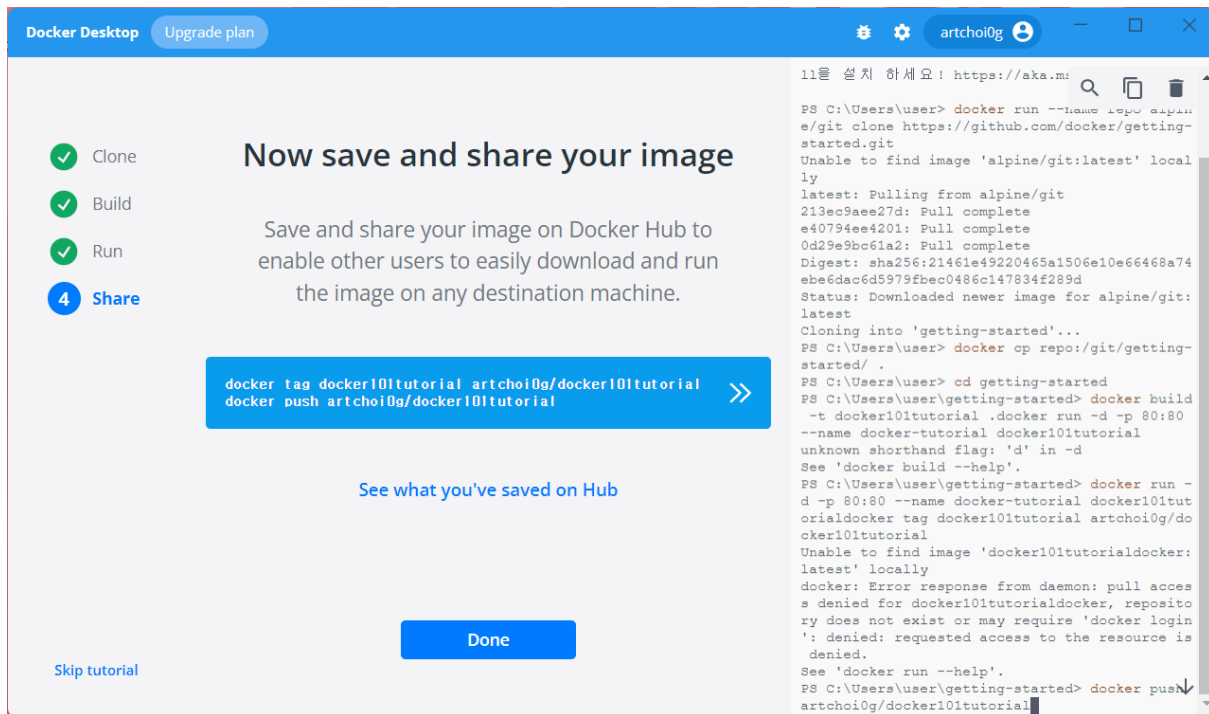 Docker Desktop
Upgrade plan
artchoi0g
Clone
Build
Run
4 Share
Now save and share your image
Save and share your image on Docker Hub to
enable other users to easily download and run
the image on any destination machine.
docker tag docker101tutorial artchoi0g/docker101tutorial
docker push artchoi0g/docker101tutorial
See what you've saved on Hub
Done
Skip tutorial
ll을 설치 하세요! https://aka.ms
PS C:\Users\user> docker run --name repo alpin
e/git clone https://github.com/docker/getting-
started.git
Unable to find image 'alpine/git:latest' local
ly
latest: Pulling from alpine/git
213ec9aee27d: Pull complete
e40794ee4201: Pull complete
0d29e9bc61a2: Pull complete
Digest: sha256:21461e49220465a1506e10e66468a74
ebe6dac6d5979fbec0486c147834f289d
Status: Downloaded newer image for alpine/git:
latest
Cloning into 'getting-started'...
PS C:\Users\user> docker cp repo:/git/getting-
started/ .
PS C:\Users\user> cd getting-started
PS C:\Users\user\getting-started> docker build
-t docker101tutorial .docker run -d -p 80:80
--name docker-tutorial docker101tutorial
unknown shorthand flag: 'd' in -d
See 'docker build --help'.
PS C:\Users\user\getting-started> docker run -
d -p 80:80 --name docker-tutorial docker101tut
orialdocker tag docker101tutorial artchoi0g/do
cker101tutorial
Unable to find image 'docker101tutorialdocker:
latest' locally
docker: Error response from daemon: pull acces
s denied for docker101tutorialdocker, reposito
ry does not exist or may require 'docker login
': denied: requested access to the resource is
denied.
See 'docker run --help'.
PS C:\Users\user\getting-started> docker push
artchoi0g/docker101tutorial